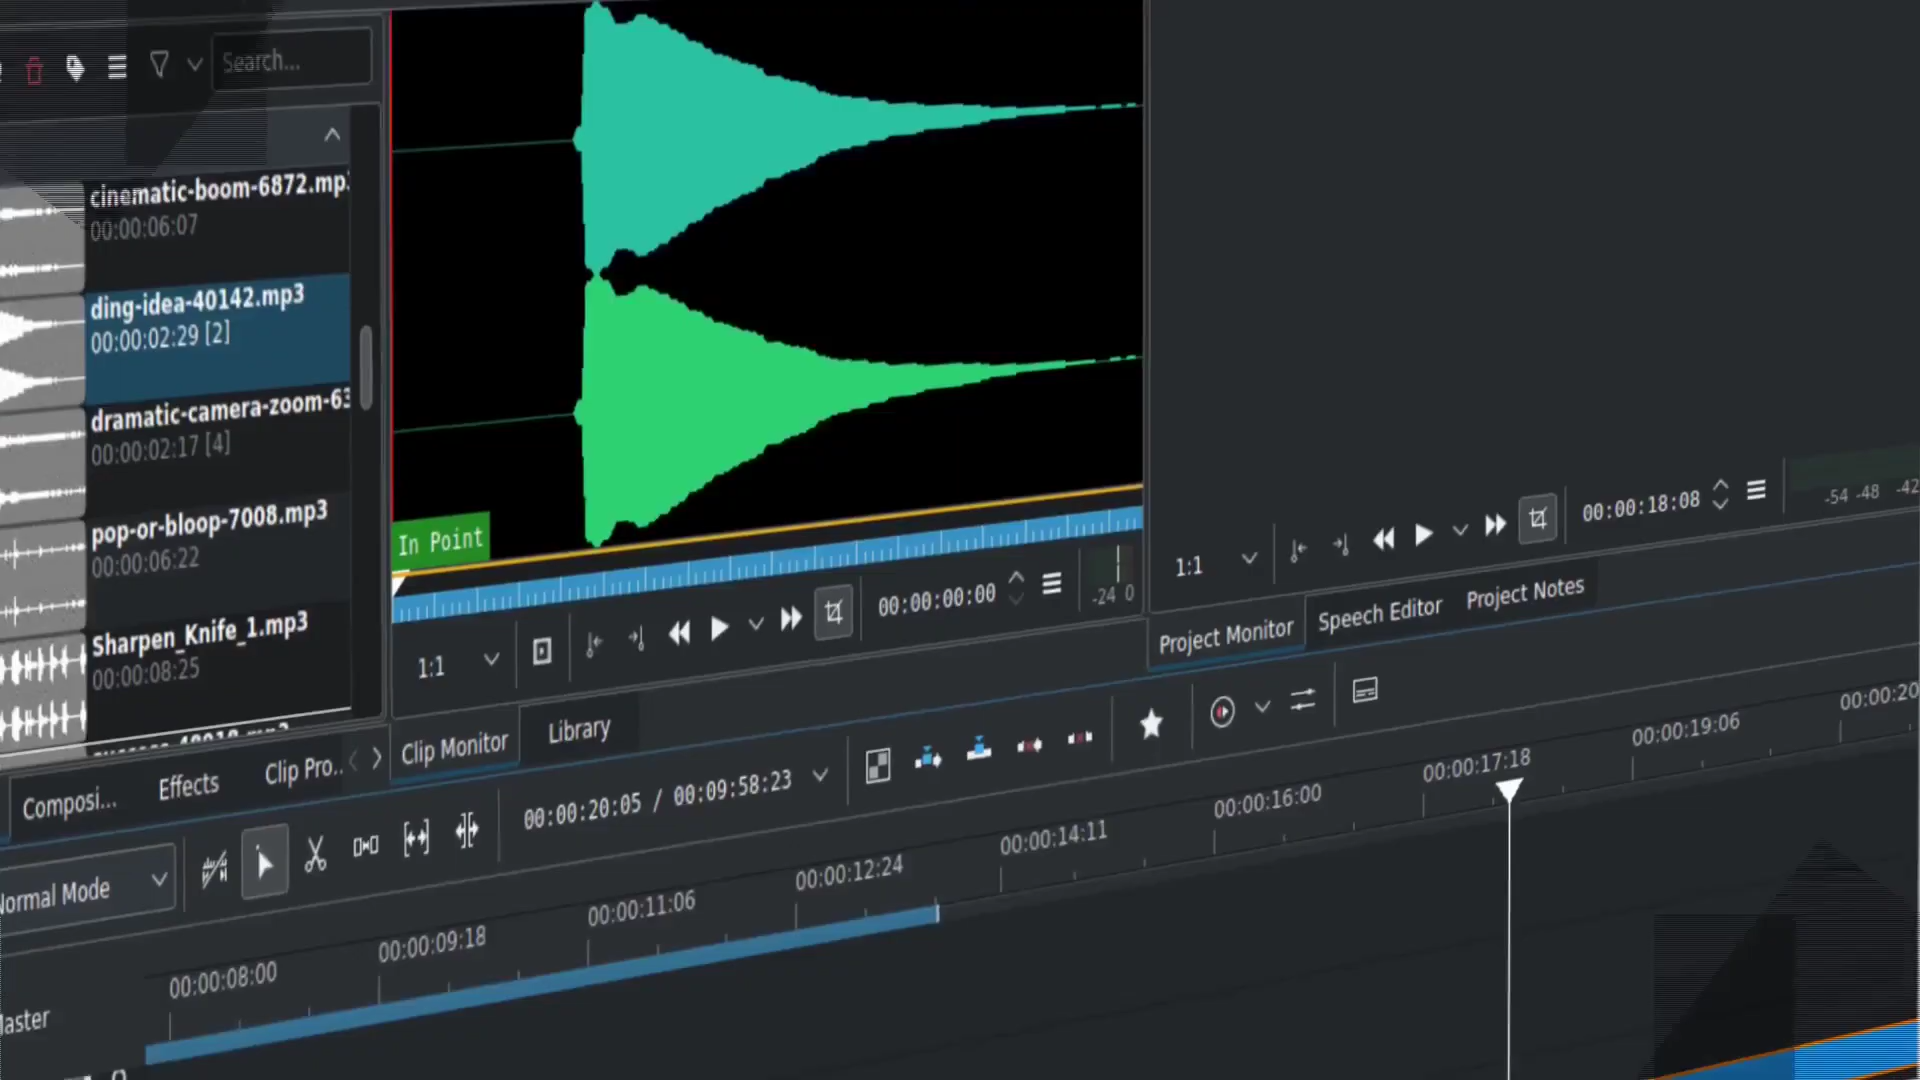 Search...
cinematic-boom-6872.mp3
00:00:06:07
ding-idea-40142.mp3
00:00:02:29 [2]
dramatic-camera-zoom-63
00:00:02:17 [4]
pop-or-bloop-7008.mp3
00:00:06:22
Sharpen_Knife_1.mp3
00:00:08:25
Composi... Effects Clip Pro..
In Point
1:1 00:00:00:00 -24 0
Clip Monitor Library
1:1 00:00:18:08 -54 -48 -42
Project Monitor Speech Editor Project Notes
Normal Mode 00:00:20:05 / 00:09:58:23
00:00:08:00 00:00:09:18 00:00:11:06 00:00:12:24 00:00:14:11 00:00:16:00 00:00:17:18 00:00:19:06 00:00:20
Master